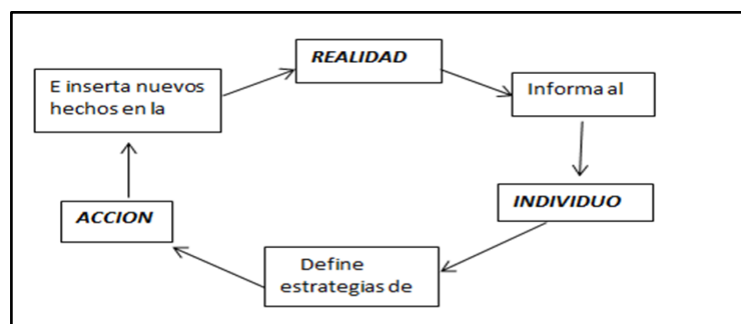 REALIDAD
Informa al
INDIVIDUO
Define
estrategias de
ACCION
E inserta nuevos
hechos en la